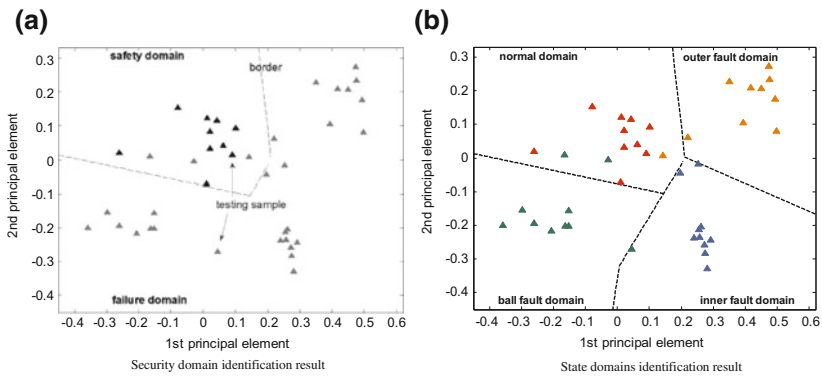 (a)
(b)
safety domain
border
testing sample
failure domain
0.3
0.2
0.1
0
-0.1
-0.2
-0.3
-0.4
2nd principal element
-0.4 -0.3 -0.2 -0.1 0 0.1 0.2 0.3 0.4 0.5 0.6
1st principal element
Security domain identification result
normal domain
outer fault domain
ball fault domain
inner fault domain
0.3
0.2
0.1
0
-0.1
-0.2
-0.3
-0.4
2nd principal element
-0.4 -0.3 -0.2 -0.1 0 0.1 0.2 0.3 0.4 0.5 0.6
1st principal element
State domains identification result